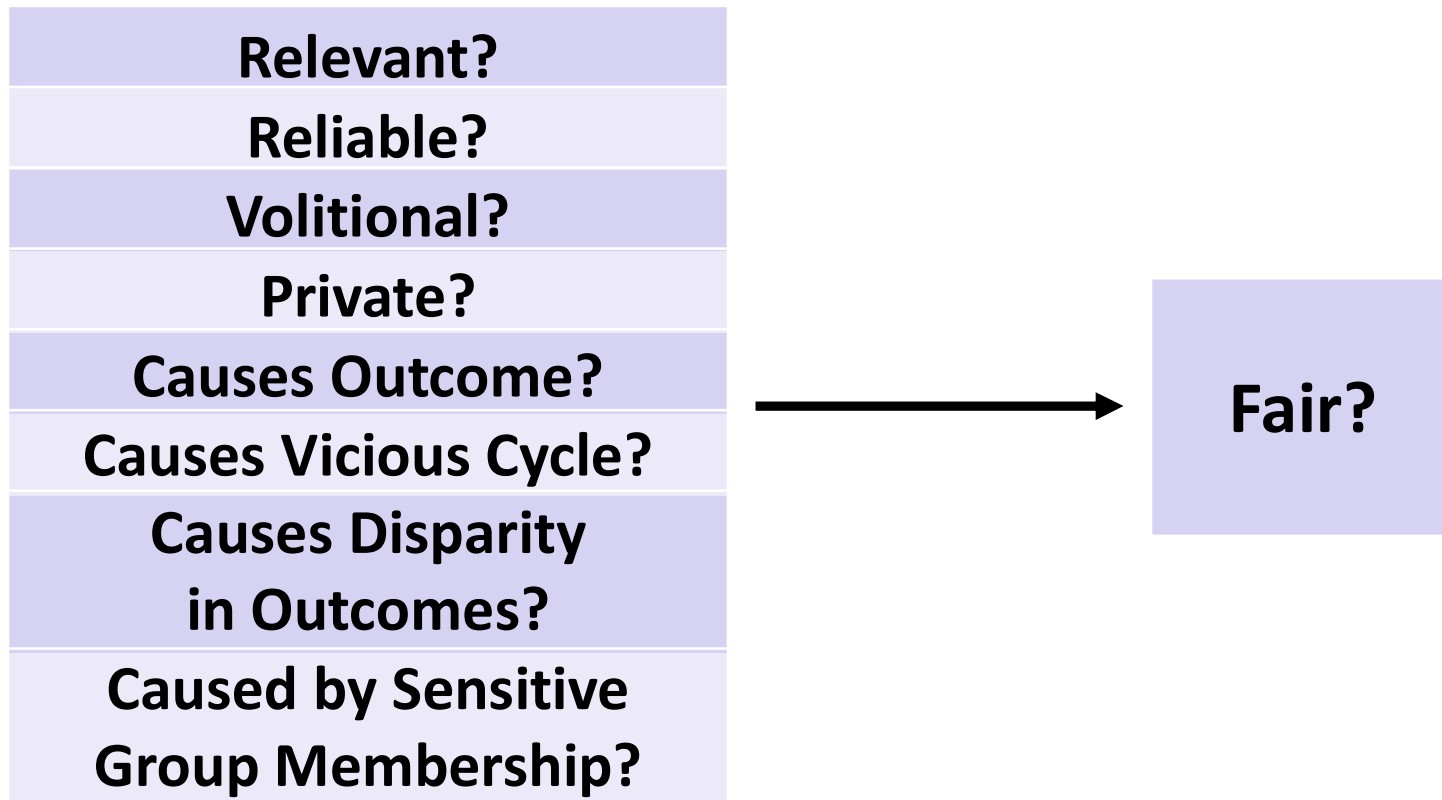 Relevant?
Reliable?
Volitional?
Private?
Causes Outcome?
Causes Vicious Cycle?
Causes Disparity
in Outcomes?
Caused by Sensitive
Group Membership?
Fair?